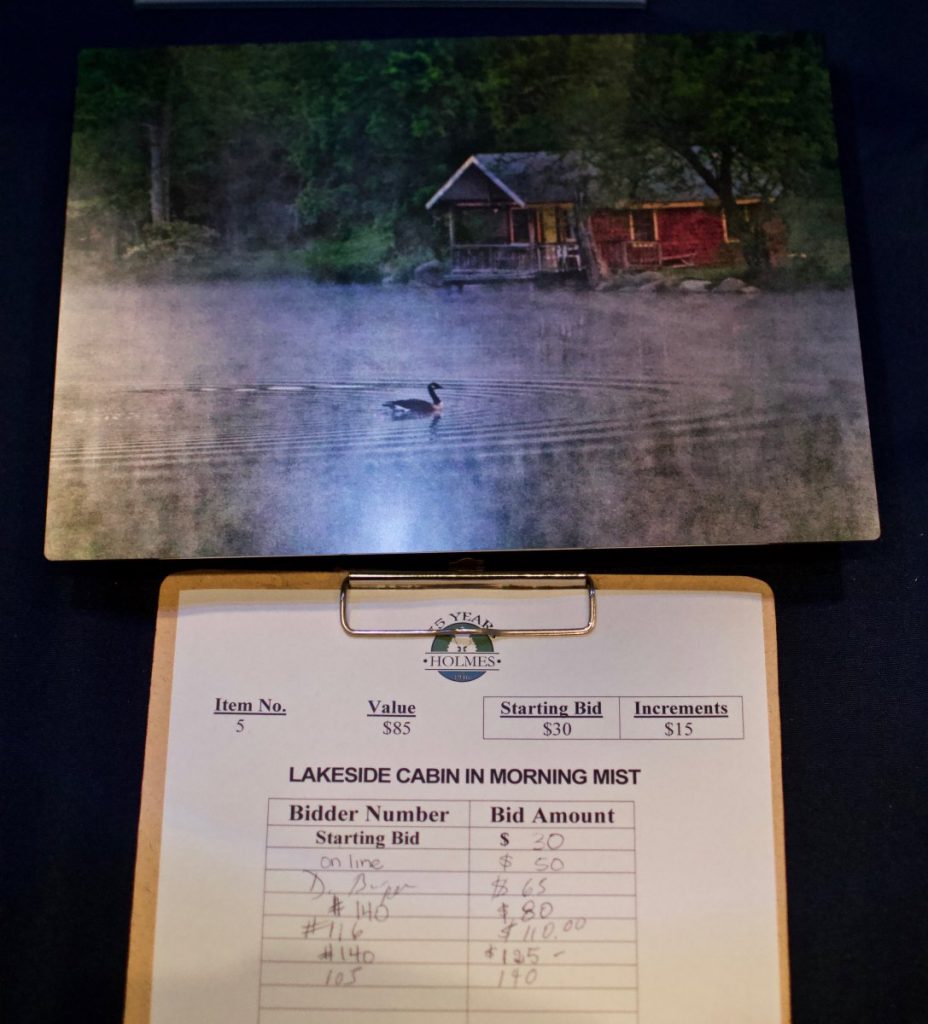 75 YEARS
• HOLMES •
1946
Item No. Value Starting Bid Increments
5 $85 $30 $15
LAKESIDE CABIN IN MORNING MIST
Bidder Number Bid Amount
Starting Bid $ 30
on line $ 50
D. $ 65
# 140 $ 80
#116 $110.00
#140 $125 -
105 140